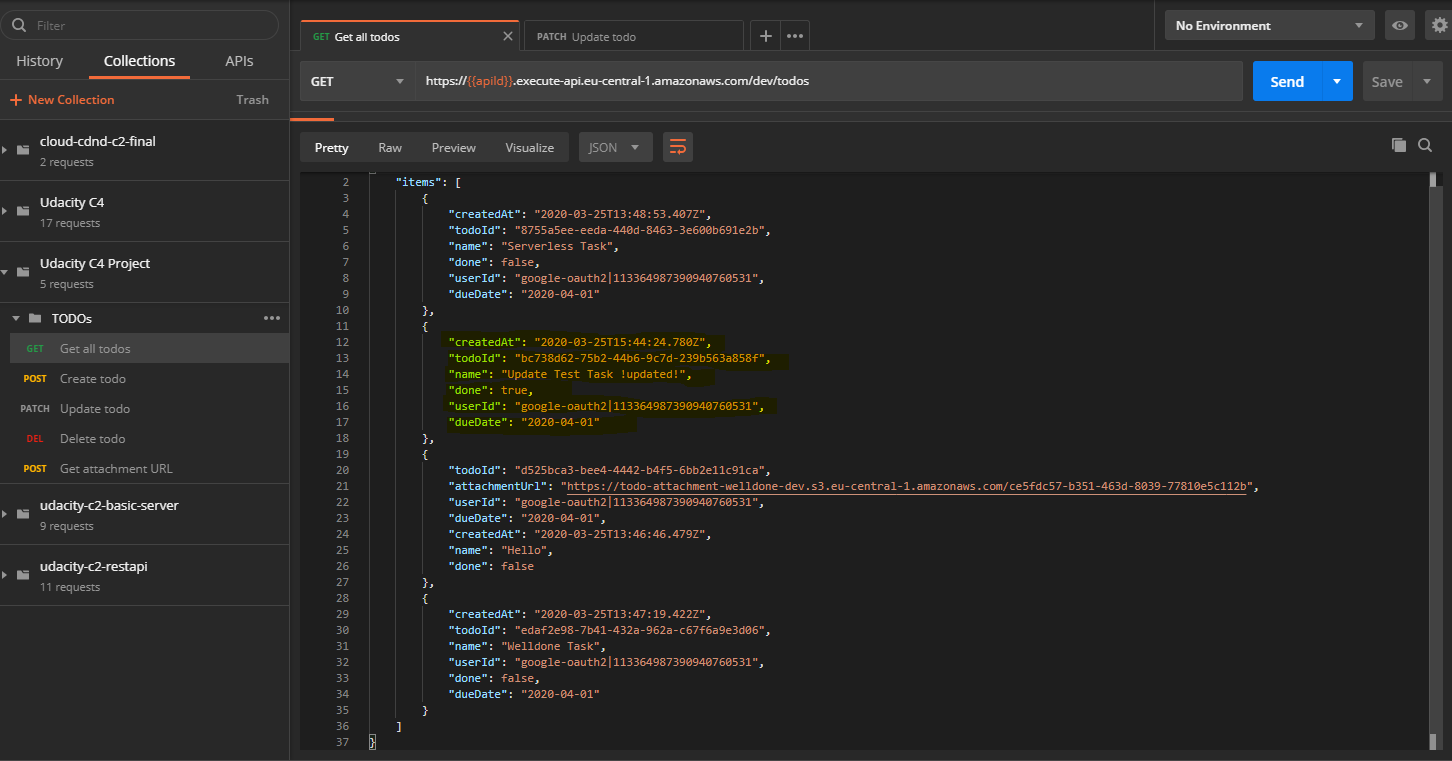 Filter
History Collections APIs
+ New Collection Trash
cloud-cdnd-c2-final
2 requests
Udacity C4
17 requests
Udacity C4 Project
5 requests
TODOs
GET Get all todos
POST Create todo
PATCH Update todo
DEL Delete todo
POST Get attachment URL
udacity-c2-basic-server
9 requests
udacity-c2-restapi
11 requests
GET Get all todos PATCH Update todo
No Environment
GET https://{{apiId}}.execute-api.eu-central-1.amazonaws.com/dev/todos Send Save
Pretty Raw Preview Visualize JSON
2 "items": [
3 {
4 "createdAt": "2020-03-25T13:48:53.407Z",
5 "todoId": "8755a5ee-eeda-440d-8463-3e600b691e2b",
6 "name": "Serverless Task",
7 "done": false,
8 "userId": "google-oauth2|113364987390940760531",
9 "dueDate": "2020-04-01"
10 },
11 {
12 "createdAt": "2020-03-25T15:44:24.780Z",
13 "todoId": "bc738d62-75b2-44b6-9c7d-239b563a858f",
14 "name": "Update Test Task !updated!",
15 "done": true,
16 "userId": "google-oauth2|113364987390940760531",
17 "dueDate": "2020-04-01"
18 },
19 {
20 "todoId": "d525bca3-bee4-4442-b4f5-6bb2e11c91ca",
21 "attachmentUrl": "https://todo-attachment-welldone-dev.s3.eu-central-1.amazonaws.com/ce5fdc57-b351-463d-8039-77810e5c112b",
22 "userId": "google-oauth2|113364987390940760531",
23 "dueDate": "2020-04-01",
24 "createdAt": "2020-03-25T13:46:46.479Z",
25 "name": "Hello",
26 "done": false
27 },
28 {
29 "createdAt": "2020-03-25T13:47:19.422Z",
30 "todoId": "edaf2e98-7b41-432a-962a-c67f6a9e3d06",
31 "name": "Welldone Task",
32 "userId": "google-oauth2|113364987390940760531",
33 "done": false,
34 "dueDate": "2020-04-01"
35 }
36 ]
37 }